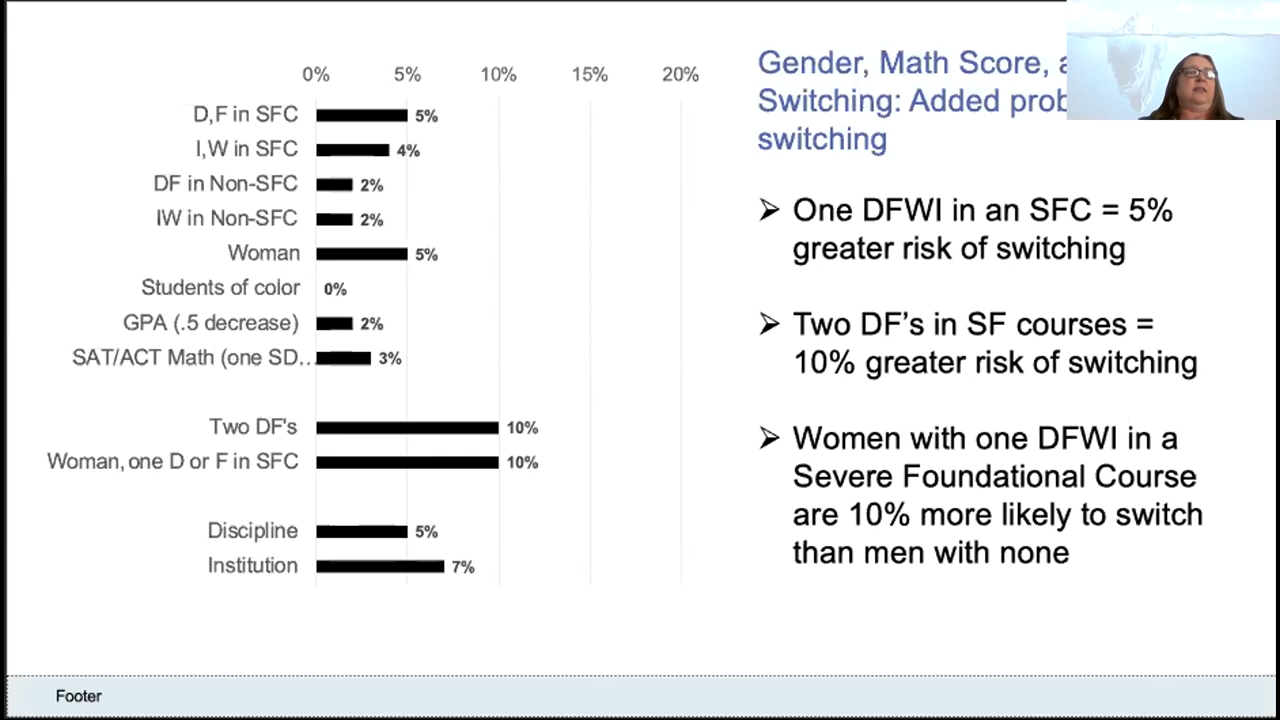 0% 5% 10% 15% 20%
D,F in SFC 5%
I,W in SFC 4%
DF in Non-SFC 2%
IW in Non-SFC 2%
Woman 5%
Students of color 0%
GPA (.5 decrease) 2%
SAT/ACT Math (one SD... 3%
Two DF's 10%
Woman, one D or F in SFC 10%
Discipline 5%
Institution 7%
Gender, Math Score,
Switching: Added
switching
➢ One DFWI in an SFC = 5%
greater risk of switching
➢ Two DF’s in SF courses =
10% greater risk of switching
➢ Women with one DFWI in a
Severe Foundational Course
are 10% more likely to switch
than men with none
Footer